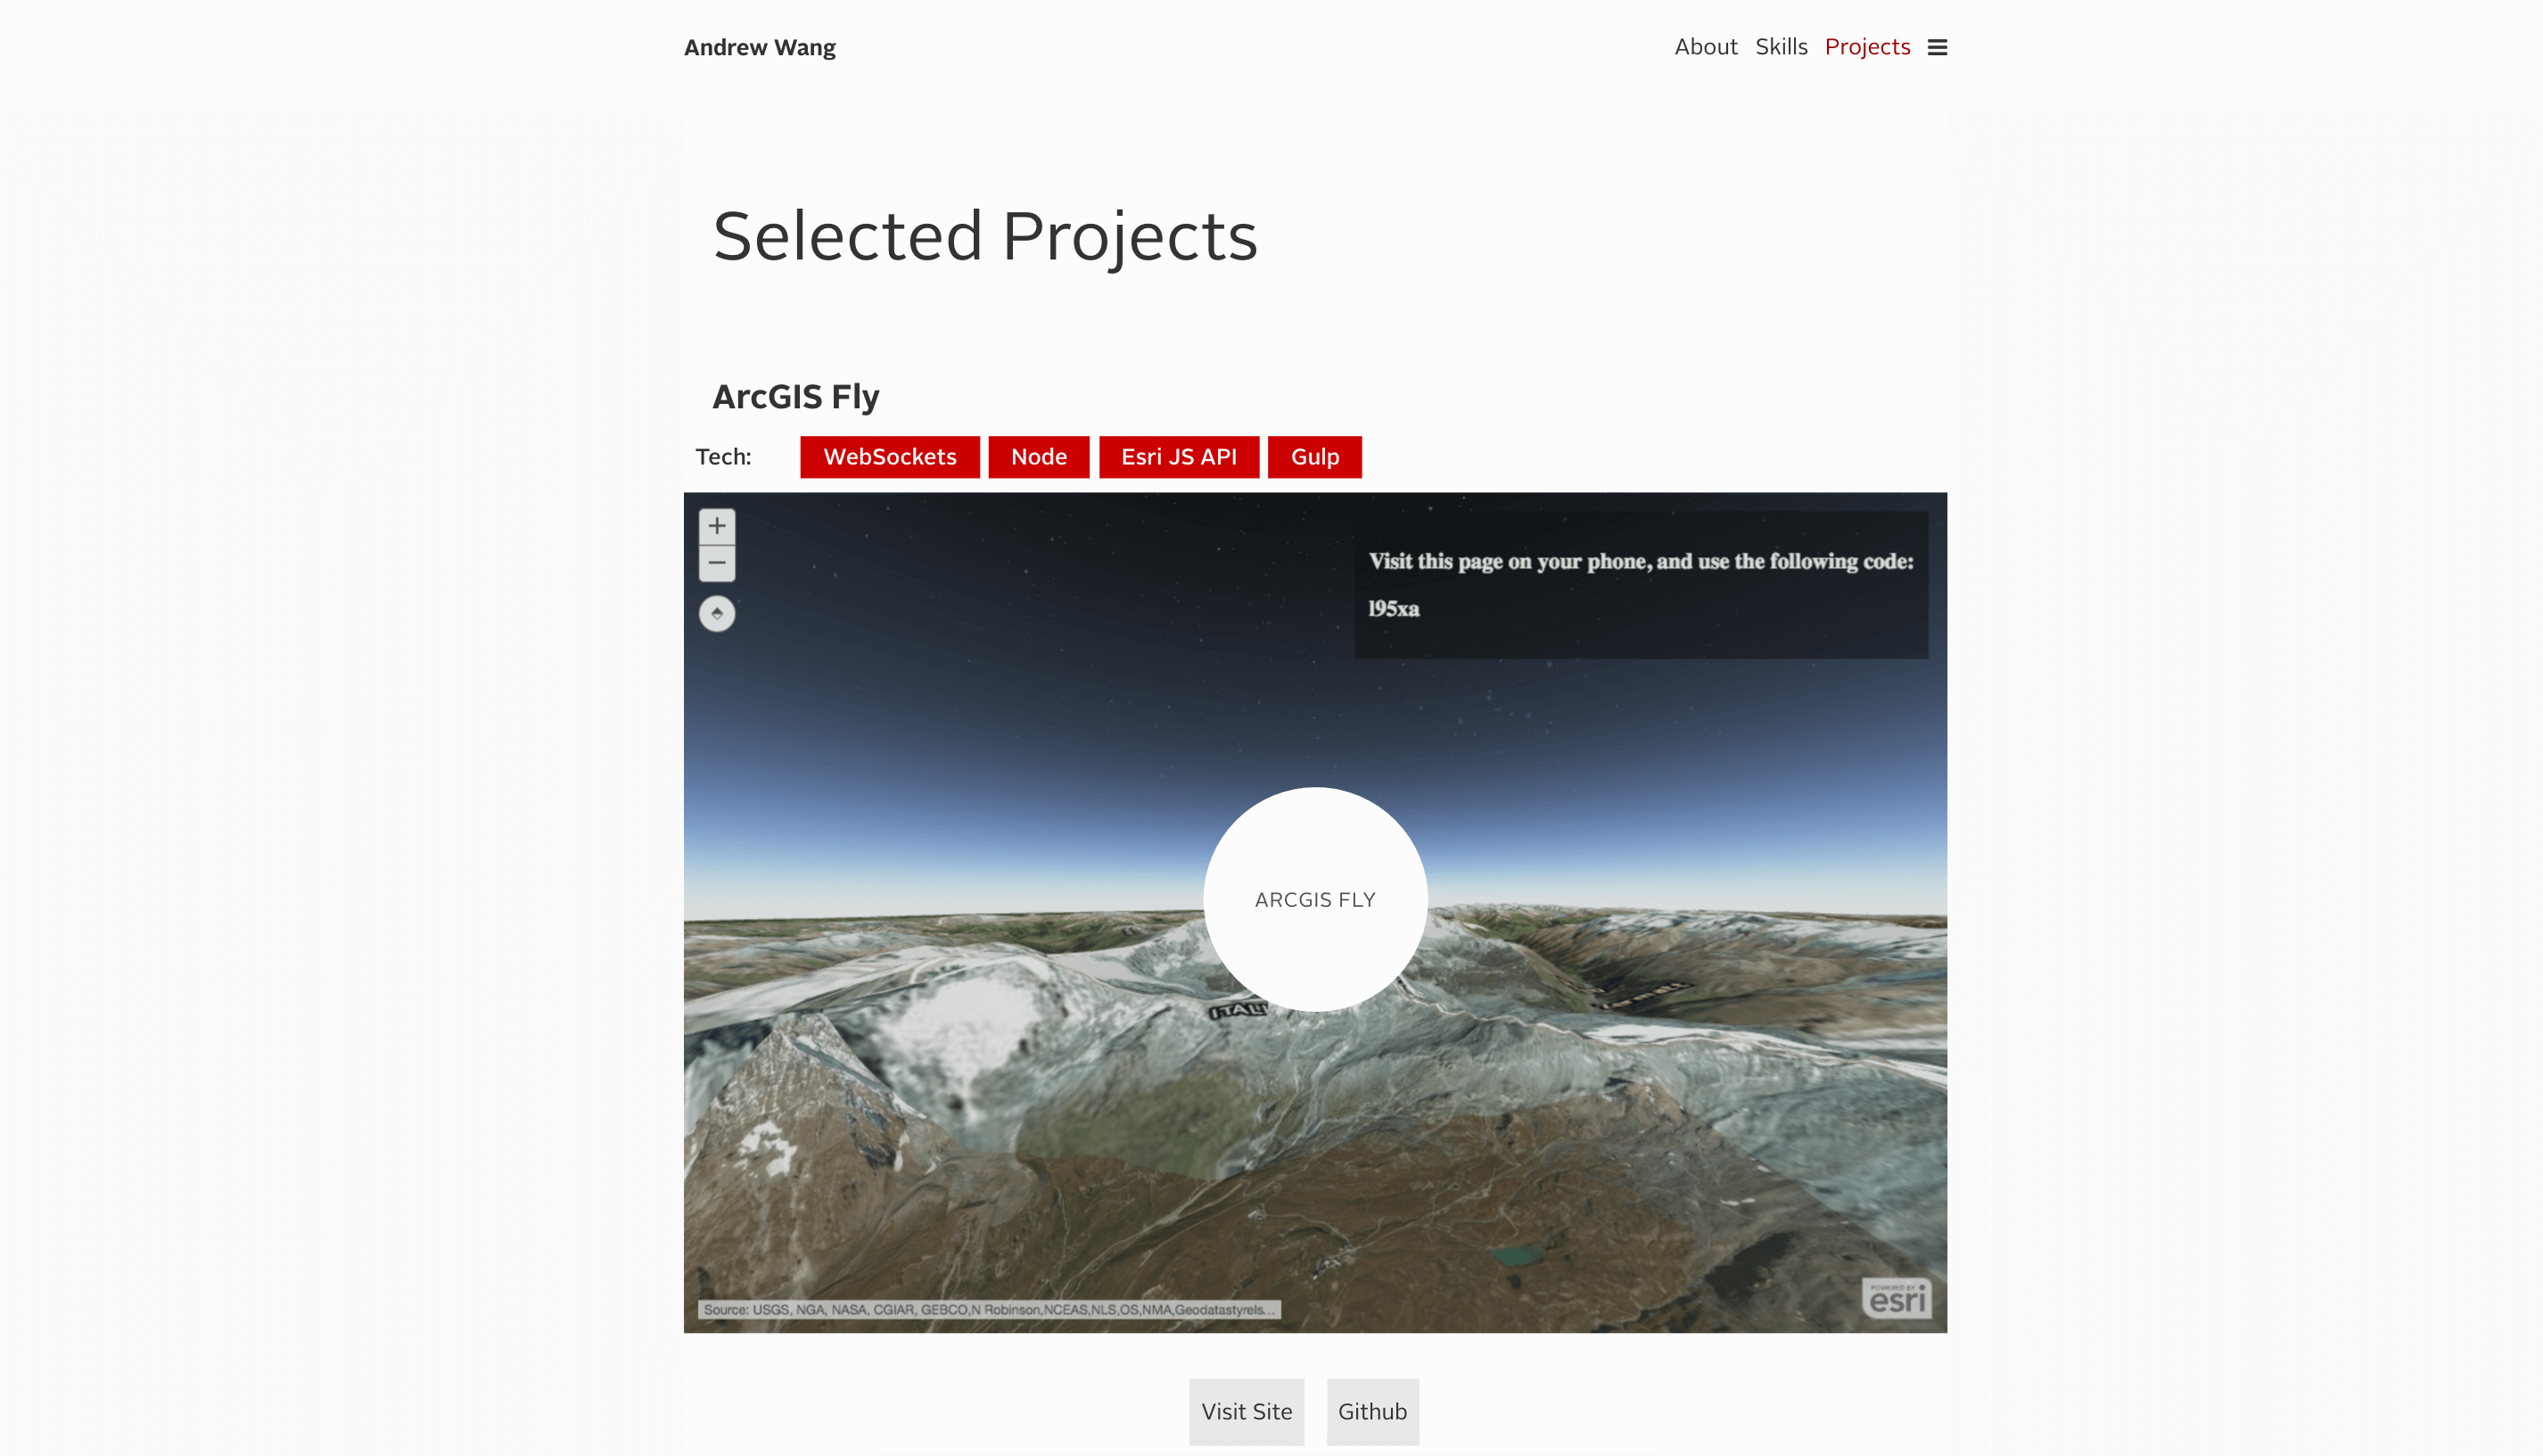 Andrew Wang
About Skills Projects
Selected Projects
ArcGIS Fly
Tech: WebSockets Node Esri JS API Gulp
Visit this page on your phone, and use the following code:
l95xa
ARCGIS FLY
ITALY
Zermatt
Source: USGS, NGA, NASA, CGIAR, GEBCO,N Robinson,NCEAS,NLS,OS,NMA,Geodatastyrels...
POWERED BY
esri
Visit Site Github